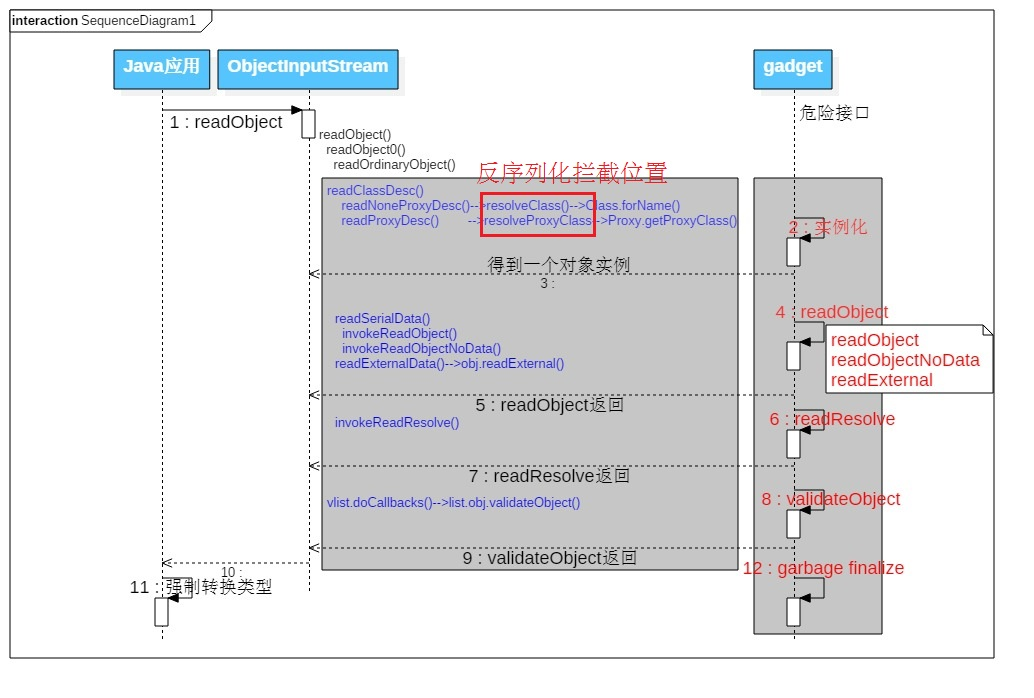 interaction SequenceDiagram1
Java应用
ObjectInputStream
gadget
危险接口
1 : readObject
readObject()
readObject0()
readOrdinaryObject()
反序列化拦截位置
readClassDesc()
readNoneProxyDesc()-->resolveClass()-->Class.forName()
readProxyDesc() -->resolveProxyClass-->Proxy.getProxyClass()
2 : 实例化
得到一个对象实例
3 :
4 : readObject
readObject
readObjectNoData
readExternal
readSerialData()
invokeReadObject()
invokeReadObjectNoData()
readExternalData()-->obj.readExternal()
5 : readObject返回
6 : readResolve
invokeReadResolve()
7 : readResolve返回
8 : validateObject
vlist.doCallbacks()-->list.obj.validateObject()
9 : validateObject返回
10 :
12 : garbage finalize
11 : 强制转换类型